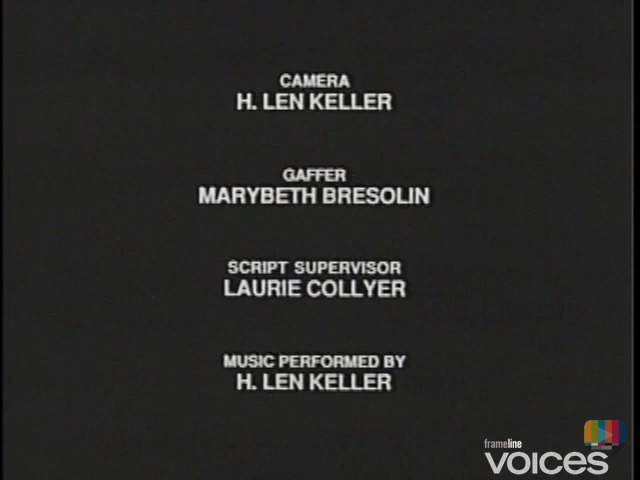 CAMERA
H. LEN KELLER
GAFFER
MARYBETH BRESOLIN
SCRIPT SUPERVISOR
LAURIE COLLYER
MUSIC PERFORMED BY
H. LEN KELLER
frameline
VOICES